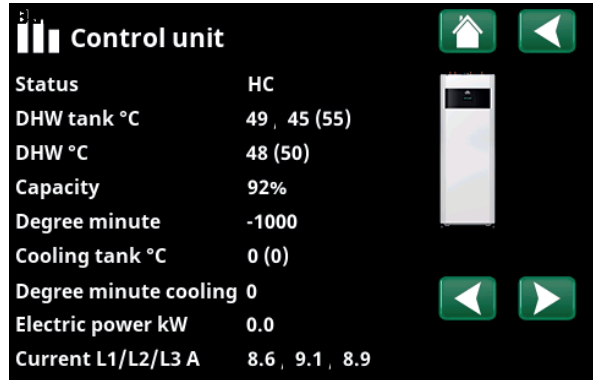 Control unit
Status HC
DHW tank °C 49 , 45 (55)
DHW °C 48 (50)
Capacity 92%
Degree minute -1000
Cooling tank °C 0 (0)
Degree minute cooling 0
Electric power kW 0.0
Current L1/L2/L3 A 8.6 , 9.1 , 8.9